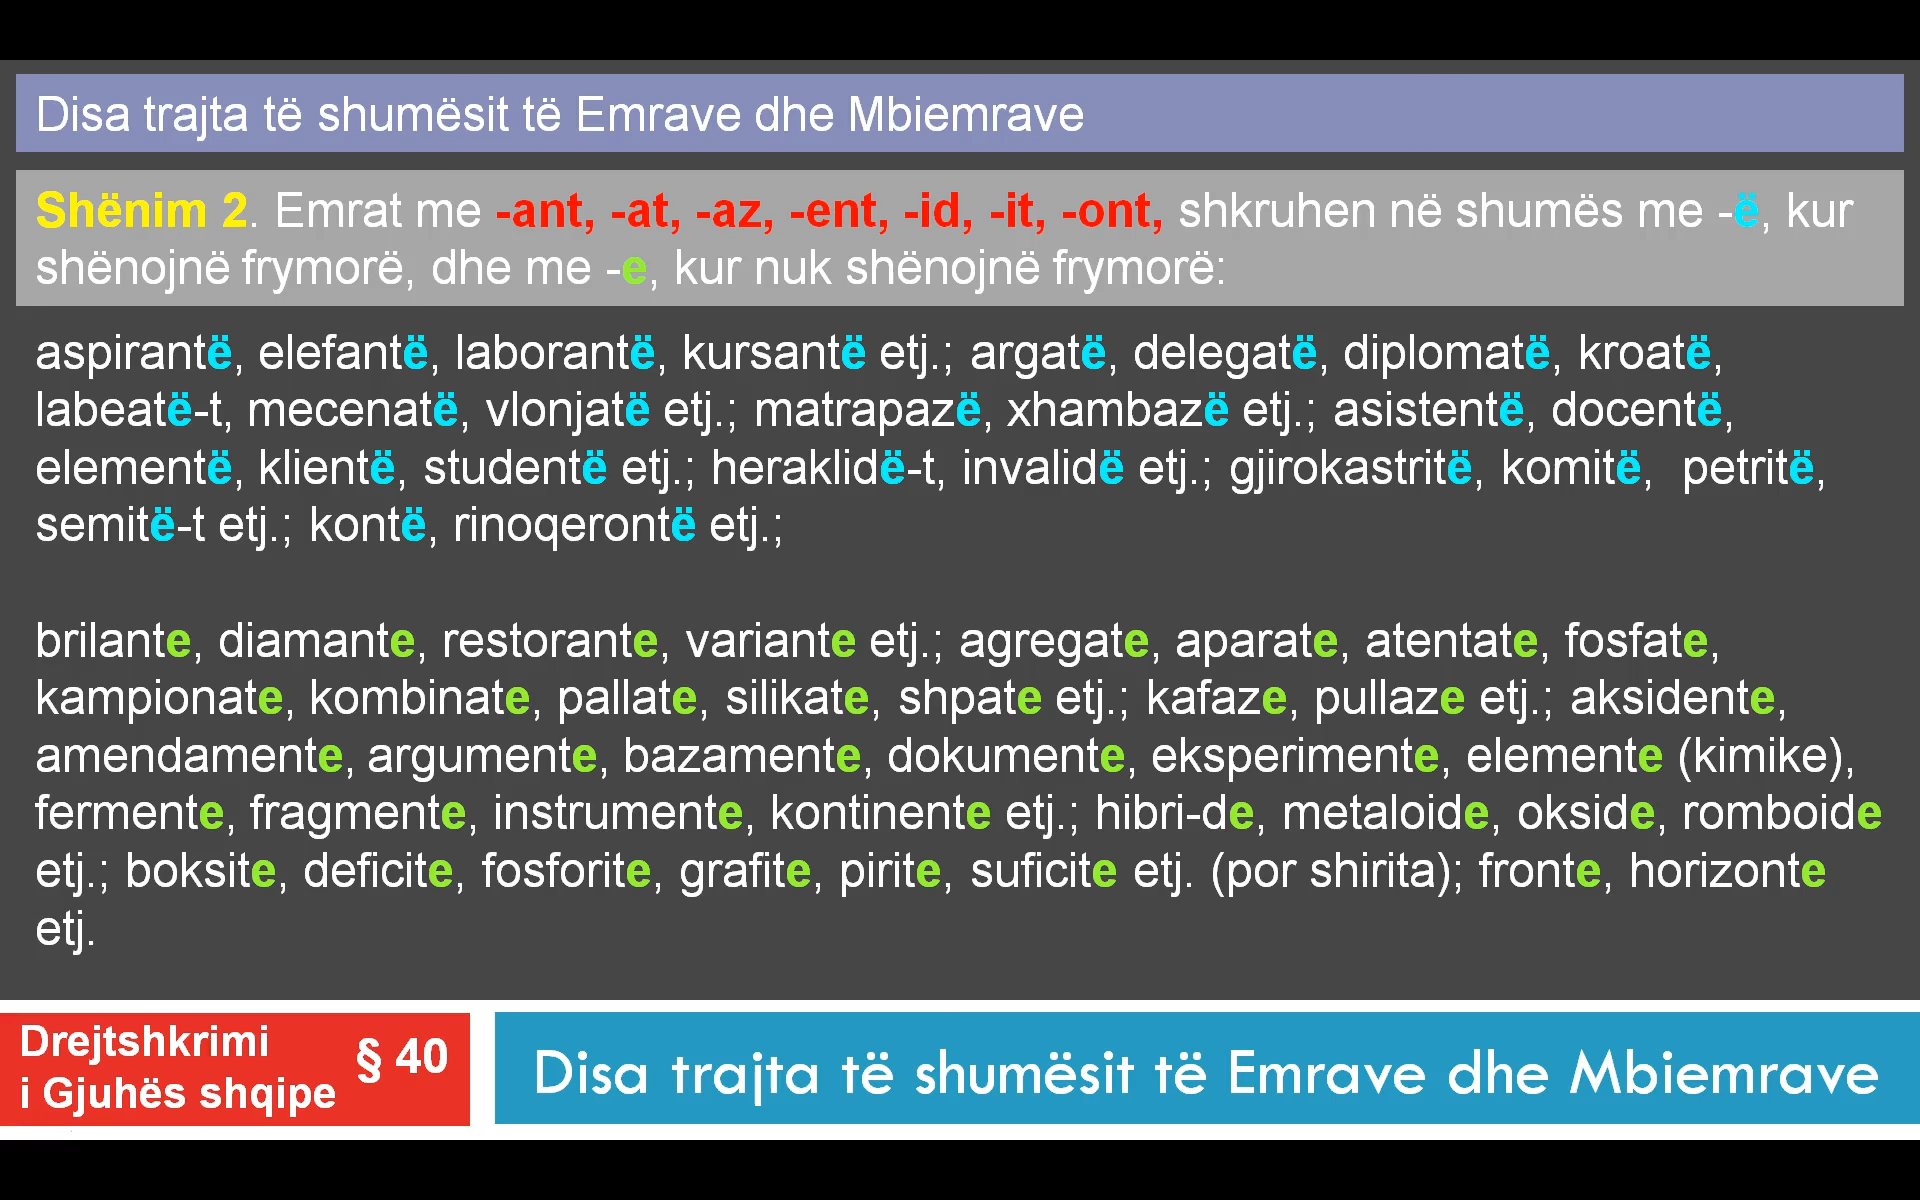 Disa trajta të shumësit të Emrave dhe Mbiemrave
Shënim 2. Emrat me -ant, -at, -az, -ent, -id, -it, -ont, shkruhen në shumës me -ë, kur
shënojnë frymorë, dhe me -e, kur nuk shënojnë frymorë:
aspirantë, elefantë, laborantë, kursantë etj.; argatë, delegatë, diplomatë, kroatë,
labeatë-t, mecenatë, vlonjatë etj.; matrapazë, xhambazë etj.; asistentë, docentë,
elementë, klientë, studentë etj.; heraklidë-t, invalidë etj.; gjirokastritë, komitë, petritë,
semitë-t etj.; kontë, rinoqerontë etj.;
brilante, diamante, restorante, variante etj.; agregate, aparate, atentate, fosfate,
kampionate, kombinate, pallate, silikate, shpate etj.; kafaze, pullaze etj.; aksidente,
amendamente, argumente, bazamente, dokumente, eksperimente, elemente (kimike),
fermente, fragmente, instrumente, kontinente etj.; hibri-de, metaloide, okside, romboide
etj.; boksite, deficite, fosforite, grafite, pirite, suficite etj. (por shirita); fronte, horizonte
etj.
Drejtshkrimi
i Gjuhës shqipe
§ 40
Disa trajta të shumësit të Emrave dhe Mbiemrave